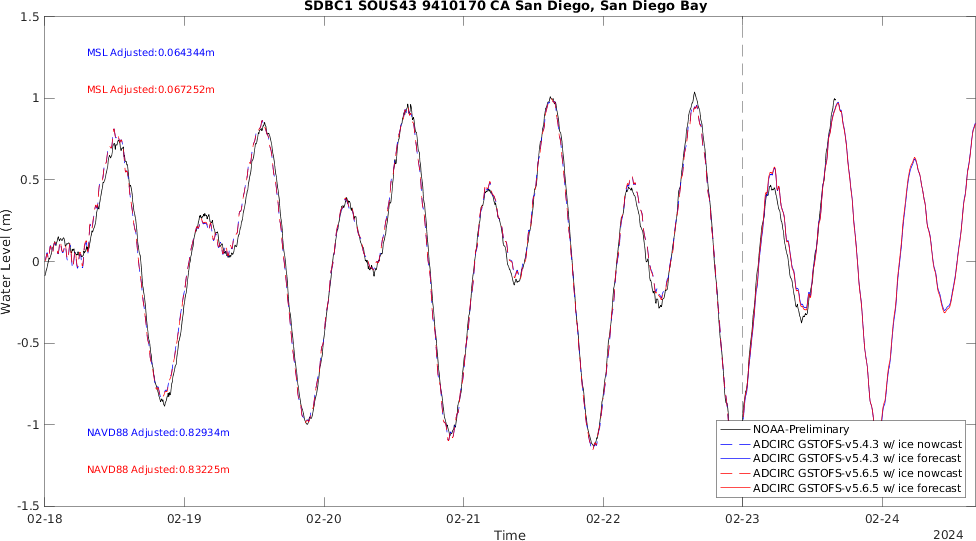 SDBC1 SOUS43 9410170 CA San Diego, San Diego Bay
1.5
MSL Adjusted:0.064344m
MSL Adjusted:0.067252m
1
0.5
Water Level (m)
0
-0.5
-1
NAVD88 Adjusted:0.82934m
NAVD88 Adjusted:0.83225m
NOAA-Preliminary
ADCIRC GSTOFS-v5.4.3 w/ ice nowcast
ADCIRC GSTOFS-v5.4.3 w/ ice forecast
ADCIRC GSTOFS-v5.6.5 w/ ice nowcast
ADCIRC GSTOFS-v5.6.5 w/ ice forecast
-1.5
02-18 02-19 02-20 02-21 02-22 02-23 02-24
Time
2024